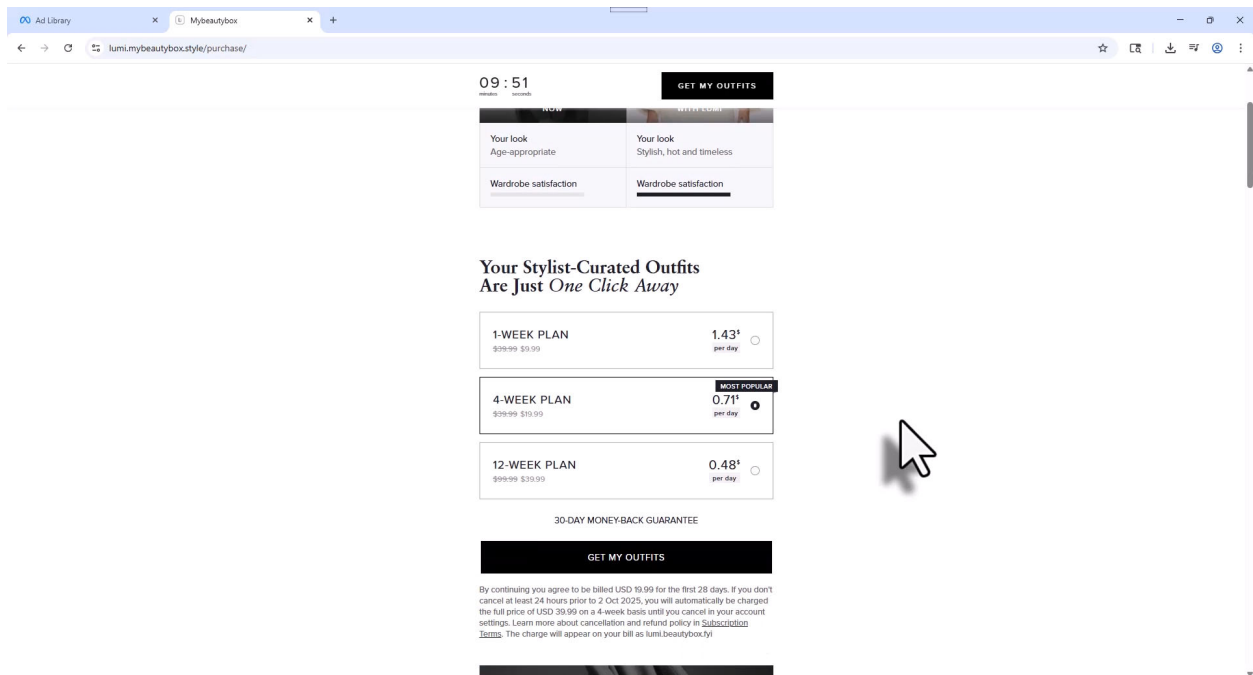 Ad Library
Mybeautybox
lumi.mybeautybox.style/purchase/
09 : 51
minutes seconds
GET MY OUTFITS
NOW
WITH LUMI
Your look
Age-appropriate
Your look
Stylish, hot and timeless
Wardrobe satisfaction
Wardrobe satisfaction
Your Stylist-Curated Outfits
Are Just One Click Away
1-WEEK PLAN
$39.99 $9.99
1.43$
per day
MOST POPULAR
4-WEEK PLAN
$39.99 $19.99
0.71$
per day
12-WEEK PLAN
$99.99 $39.99
0.48$
per day
30-DAY MONEY-BACK GUARANTEE
GET MY OUTFITS
By continuing you agree to be billed USD 19.99 for the first 28 days. If you don't
cancel at least 24 hours prior to 2 Oct 2025, you will automatically be charged
the full price of USD 39.99 on a 4-week basis until you cancel in your account
settings. Learn more about cancellation and refund policy in Subscription
Terms. The charge will appear on your bill as lumi.beautybox.fyi